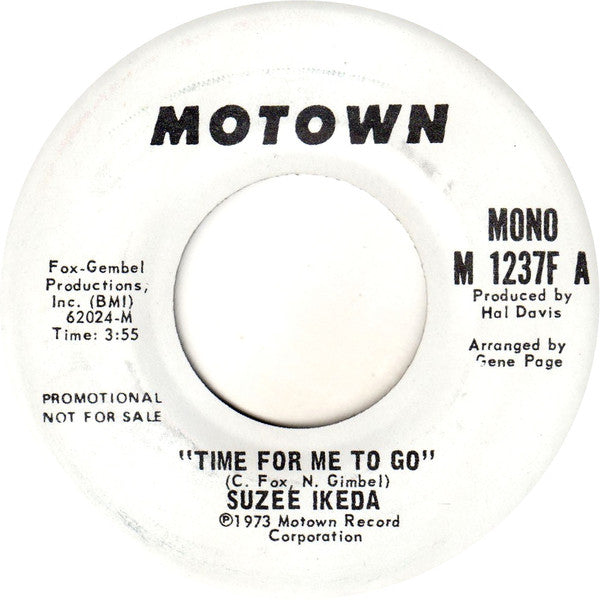 MOTOWN
Fox-Gembel
Productions,
Inc. (BMI)
62024-M
Time: 3:55
PROMOTIONAL
NOT FOR SALE
MONO
M 1237F A
Produced by
Hal Davis
Arranged by
Gene Page
"TIME FOR ME TO GO"
(C. Fox, N. Gimbel)
SUZEE IKEDA
℗1973 Motown Record
Corporation